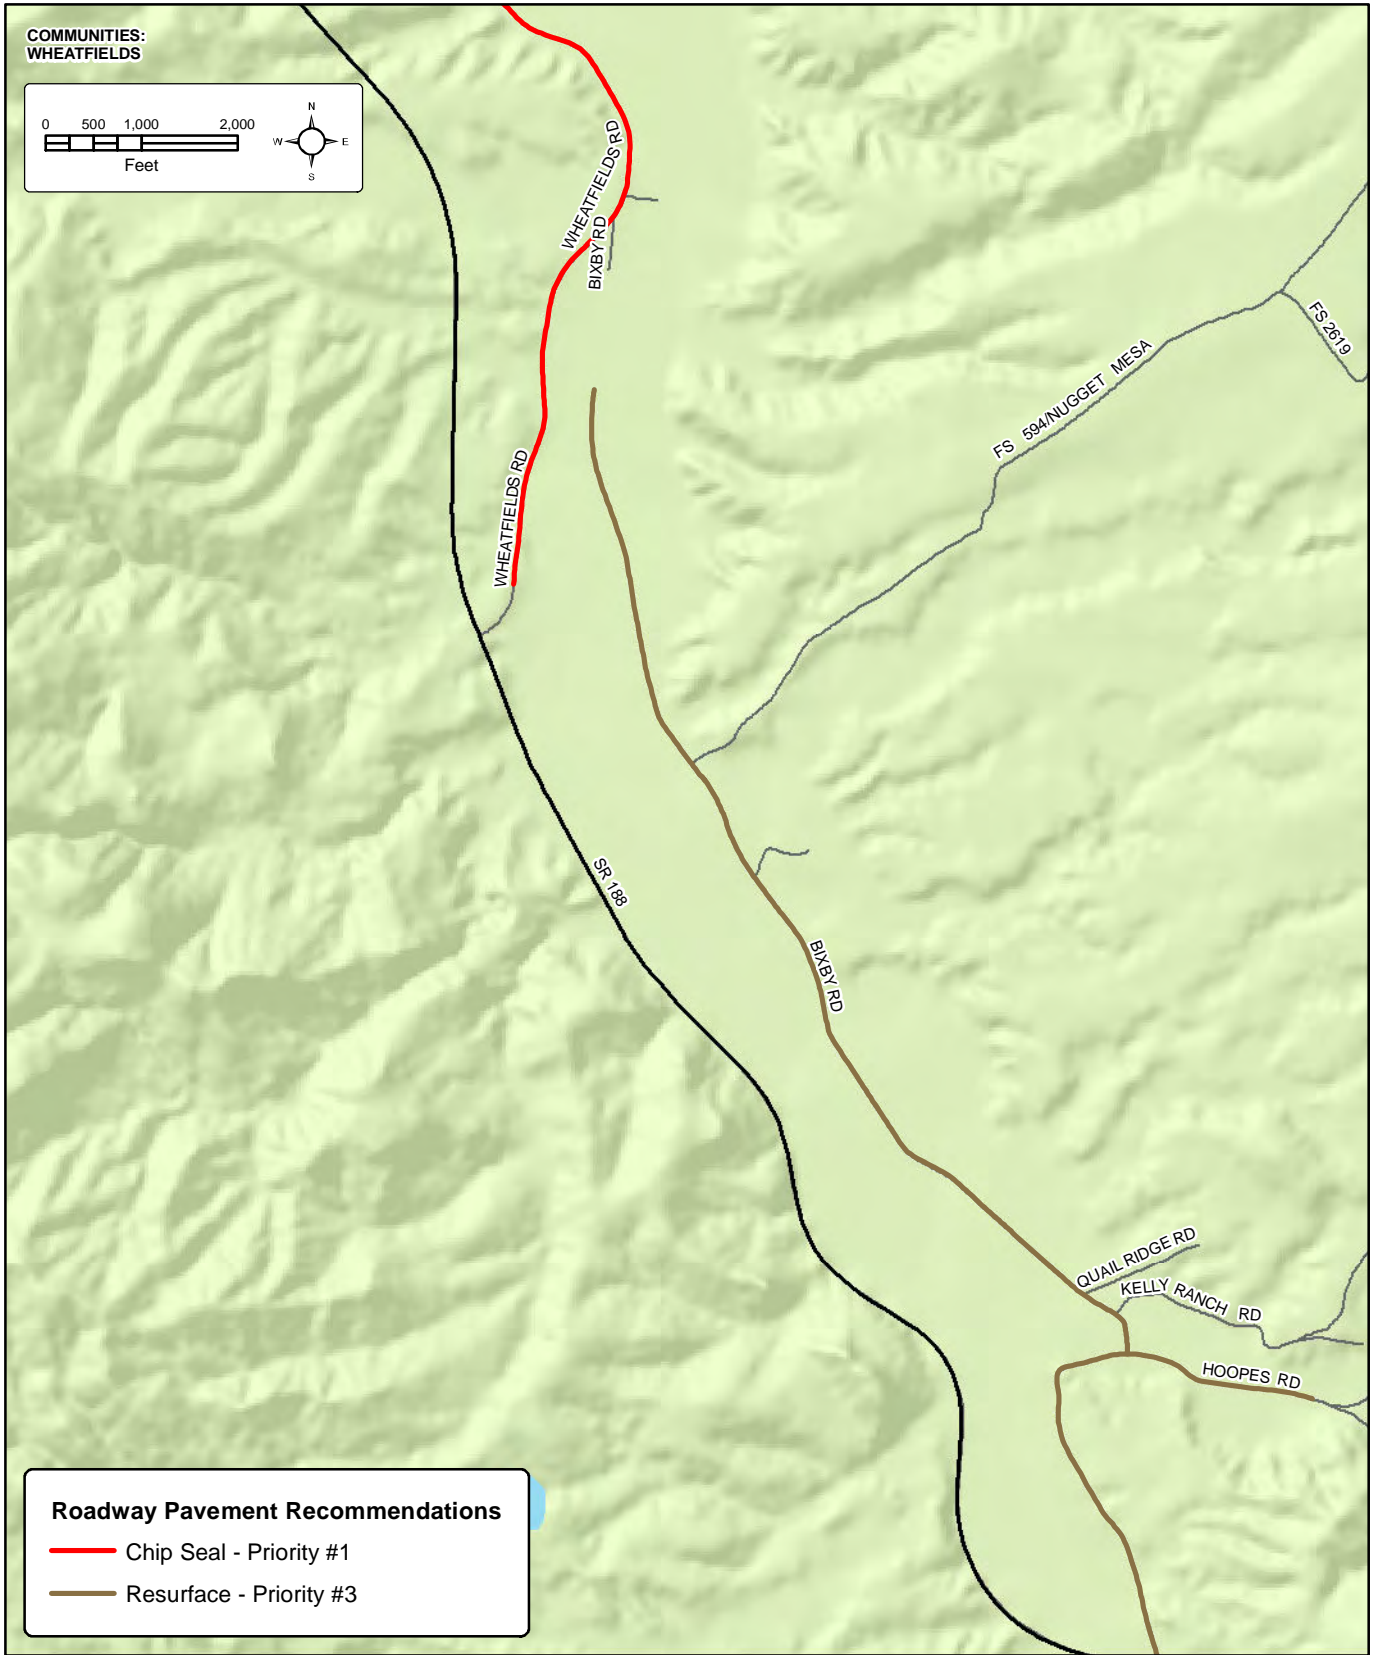 COMMUNITIES:
WHEATFIELDS
0 500 1,000 2,000
Feet
N
W E
S
WHEATFIELDS RD
BIXBY RD
FS 2619
FS 594/NUGGET MESA
WHEATFIELDS RD
SR 188
BIXBY RD
QUAIL RIDGE RD
KELLY RANCH RD
HOOPES RD
Roadway Pavement Recommendations
Chip Seal - Priority #1
Resurface - Priority #3